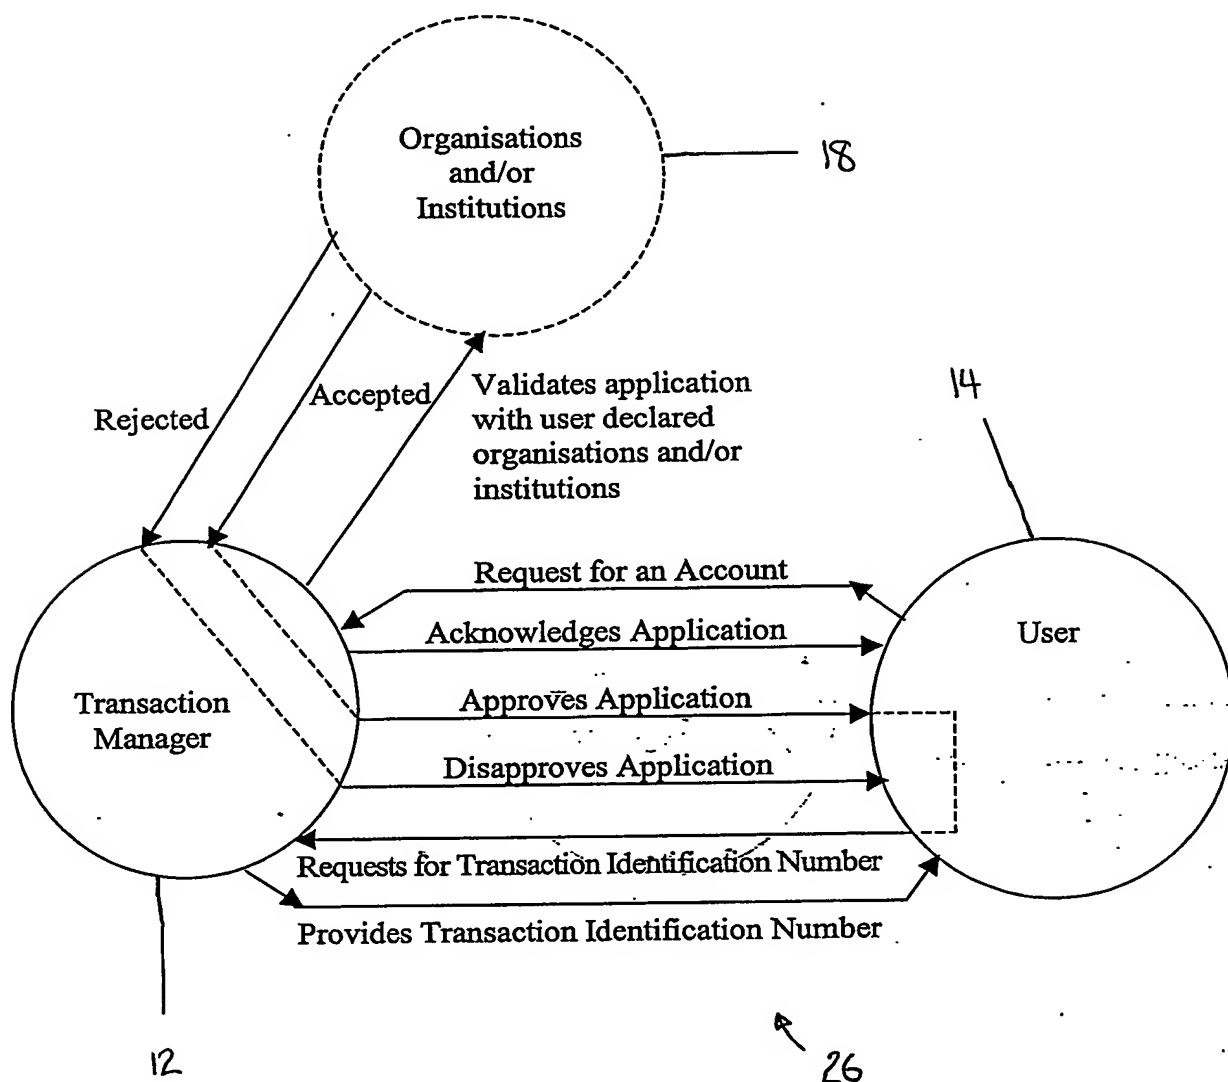 Organisations
and/or
Institutions
18
Rejected
Accepted
Validates application
with user declared
organisations and/or
institutions
14
Request for an Account
Acknowledges Application
User
Transaction
Manager
Approves Application
Disapproves Application
Requests for Transaction Identification Number
Provides Transaction Identification Number
12
26